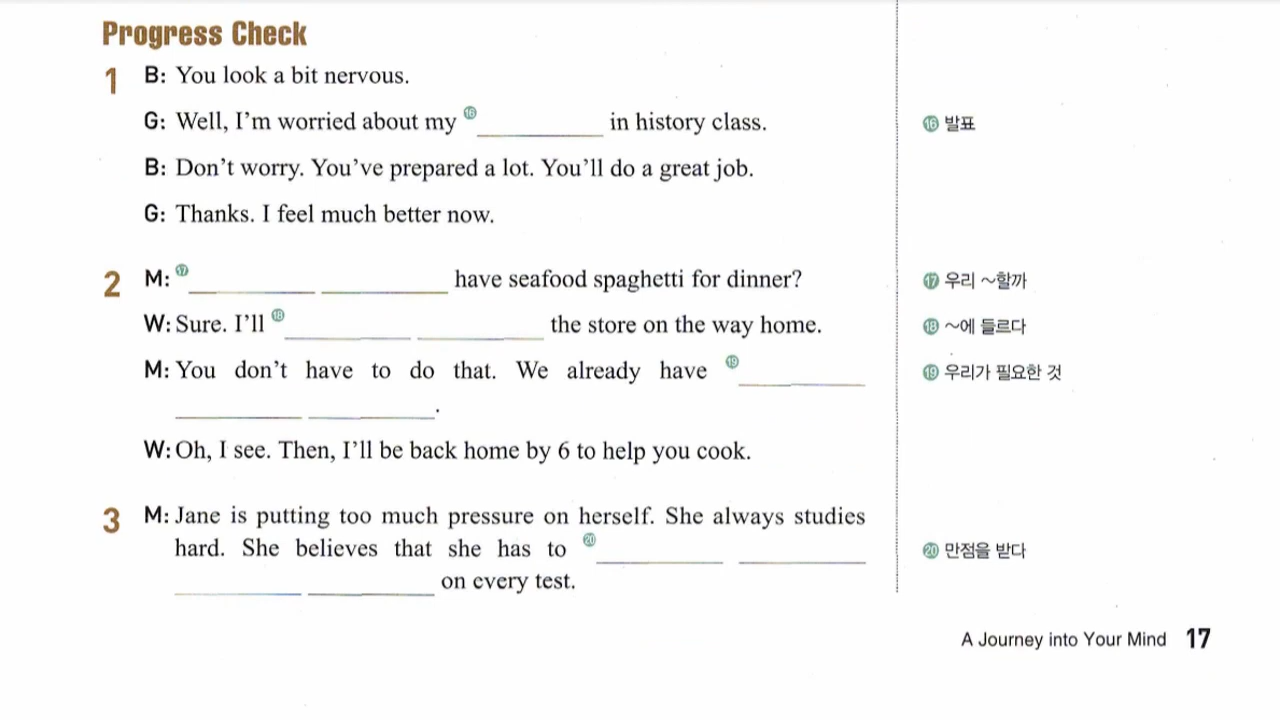 Progress Check
1 B: You look a bit nervous.
G: Well, I'm worried about my ⑯ __________ in history class.
⑯ 발표
B: Don't worry. You've prepared a lot. You'll do a great job.
G: Thanks. I feel much better now.
2 M: ⑰ __________ __________ have seafood spaghetti for dinner?
⑰ 우리 ~할까
W: Sure. I'll ⑱ __________ __________ the store on the way home.
⑱ ~에 들르다
M: You don't have to do that. We already have ⑲ __________
⑲ 우리가 필요한 것
__________ __________.
W: Oh, I see. Then, I'll be back home by 6 to help you cook.
3 M: Jane is putting too much pressure on herself. She always studies
hard. She believes that she has to ⑳ __________ __________
⑳ 만점을 받다
__________ __________ on every test.
A Journey into Your Mind 17